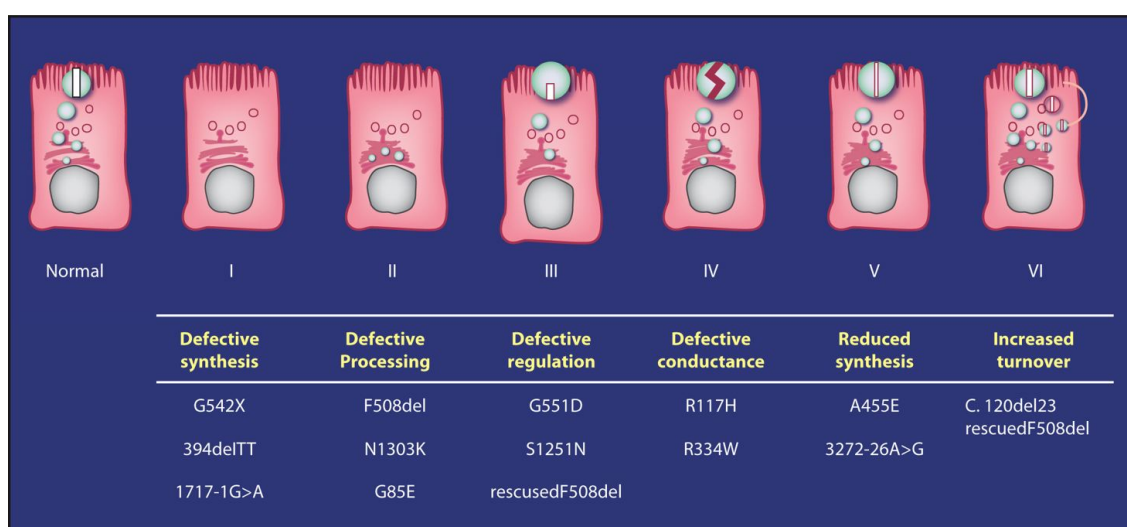 Normal I II III IV V VI
Defective synthesis Defective Processing Defective regulation Defective conductance Reduced synthesis Increased turnover
G542X F508del G551D R117H A455E C. 120del23
rescuedF508del
394delTT N1303K S1251N R334W 3272-26A>G
1717-1G>A G85E rescusedF508del